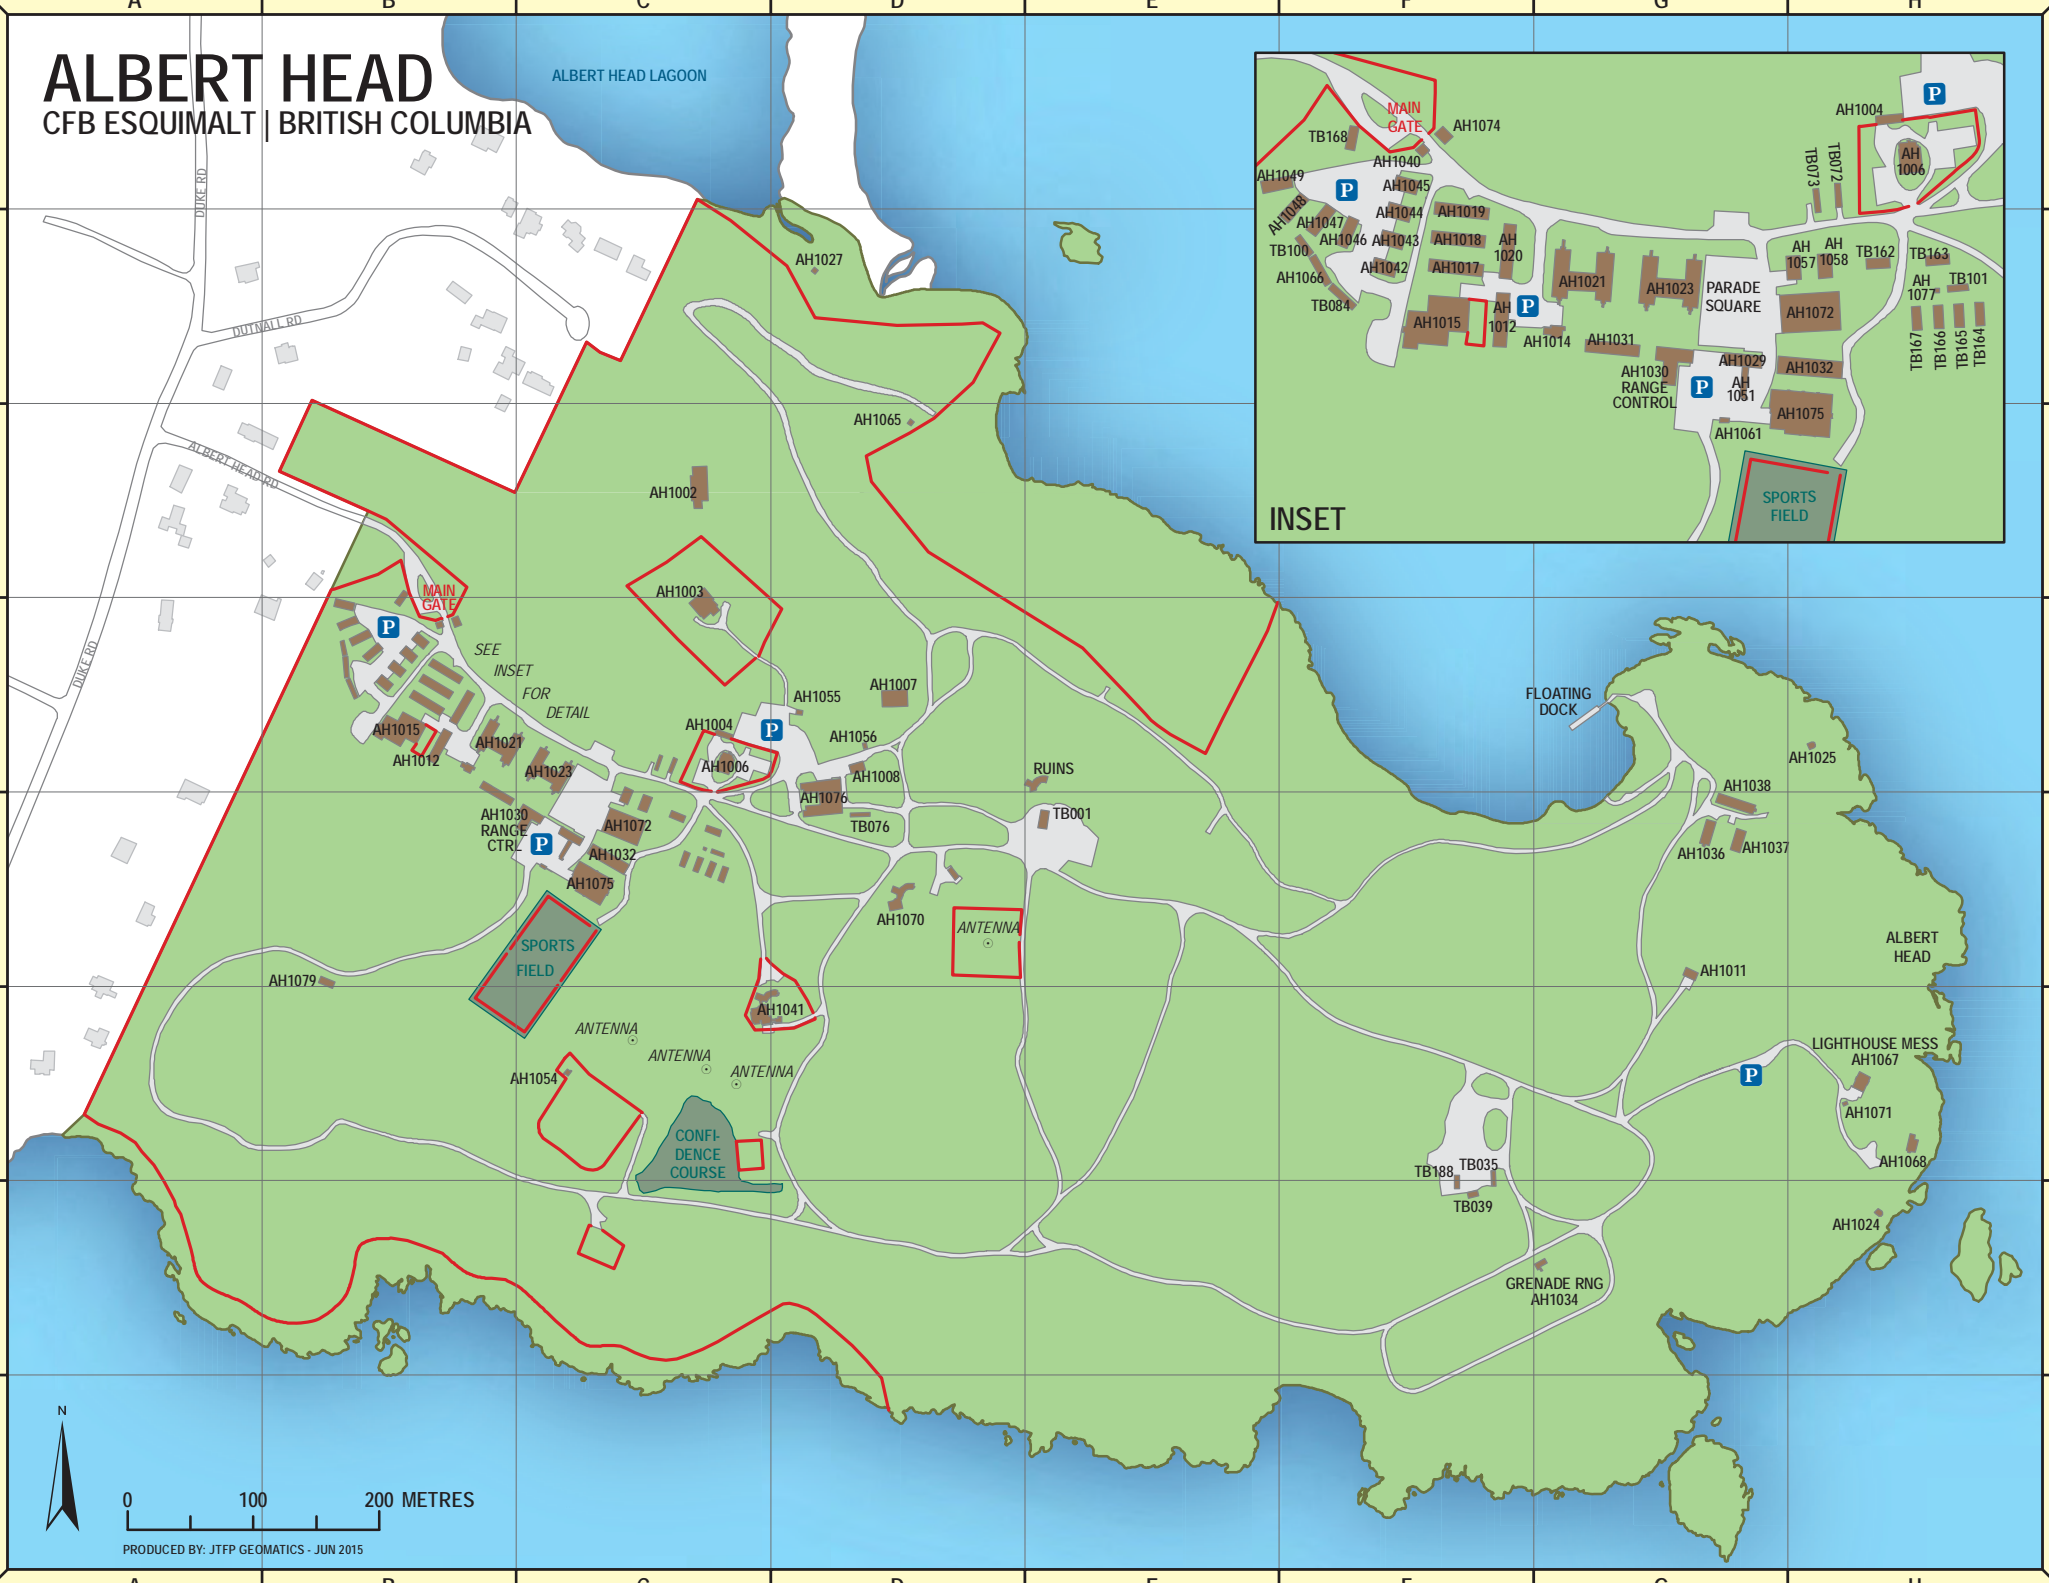 A B C D E F G H
ALBERT HEAD
CFB ESQUIMALT | BRITISH COLUMBIA
ALBERT HEAD LAGOON
DUKE RD
DUTNALL RD
ALBERT HEAD RD
DUKE RD
AH1027
AH1065
AH1002
AH1003
MAIN
GATE
P
SEE
INSET
FOR
DETAIL
AH1015
AH1012
AH1021
AH1023
AH1004
AH1006
P
AH1055
AH1007
AH1056
AH1008
AH1076
TB076
RUINS
TB001
AH1030
RANGE
CTRL
P
AH1072
AH1032
AH1075
SPORTS
FIELD
AH1079
AH1070
ANTENNA
AH1041
ANTENNA
ANTENNA
ANTENNA
AH1054
CONFI-
DENCE
COURSE
FLOATING
DOCK
AH1025
AH1038
AH1036
AH1037
ALBERT
HEAD
AH1011
LIGHTHOUSE MESS
AH1067
P
AH1071
AH1068
AH1024
TB188
TB035
TB039
GRENADE RNG
AH1034
INSET
MAIN
GATE
TB168
AH1074
AH1040
AH1049
P
AH1045
AH1048
AH1047
AH1044
AH1019
AH1046
AH1043
AH1018
AH
1020
TB100
AH1066
AH1042
AH1017
TB084
AH1015
AH
1012
P
AH1014
AH1021
AH1023
AH1031
PARADE
SQUARE
AH1004
P
AH
1006
TB073
TB072
AH
1057
AH
1058
TB162
TB163
AH
1077
TB101
AH1072
TB167
TB166
TB165
TB164
AH1030
RANGE
CONTROL
P
AH1029
AH
1051
AH1032
AH1075
AH1061
SPORTS
FIELD
N
0 100 200 METRES
PRODUCED BY: JTFP GEOMATICS - JUN 2015
A B C D E F G H